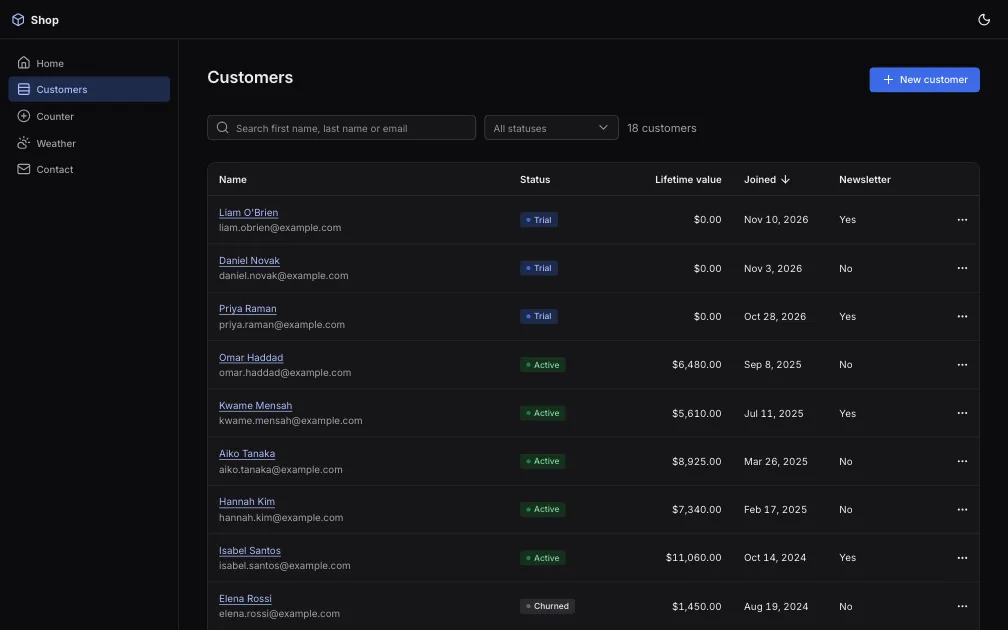 Shop
Home
Customers
Counter
Weather
Contact
Customers
New customer
Search first name, last name or email
All statuses
18 customers
Name Status Lifetime value Joined Newsletter
Liam O'Brien
liam.obrien@example.com
Trial $0.00 Nov 10, 2026 Yes
Daniel Novak
daniel.novak@example.com
Trial $0.00 Nov 3, 2026 No
Priya Raman
priya.raman@example.com
Trial $0.00 Oct 28, 2026 Yes
Omar Haddad
omar.haddad@example.com
Active $6,480.00 Sep 8, 2025 No
Kwame Mensah
kwame.mensah@example.com
Active $5,610.00 Jul 11, 2025 Yes
Aiko Tanaka
aiko.tanaka@example.com
Active $8,925.00 Mar 26, 2025 No
Hannah Kim
hannah.kim@example.com
Active $7,340.00 Feb 17, 2025 No
Isabel Santos
isabel.santos@example.com
Active $11,060.00 Oct 14, 2024 Yes
Elena Rossi
elena.rossi@example.com
Churned $1,450.00 Aug 19, 2024 No